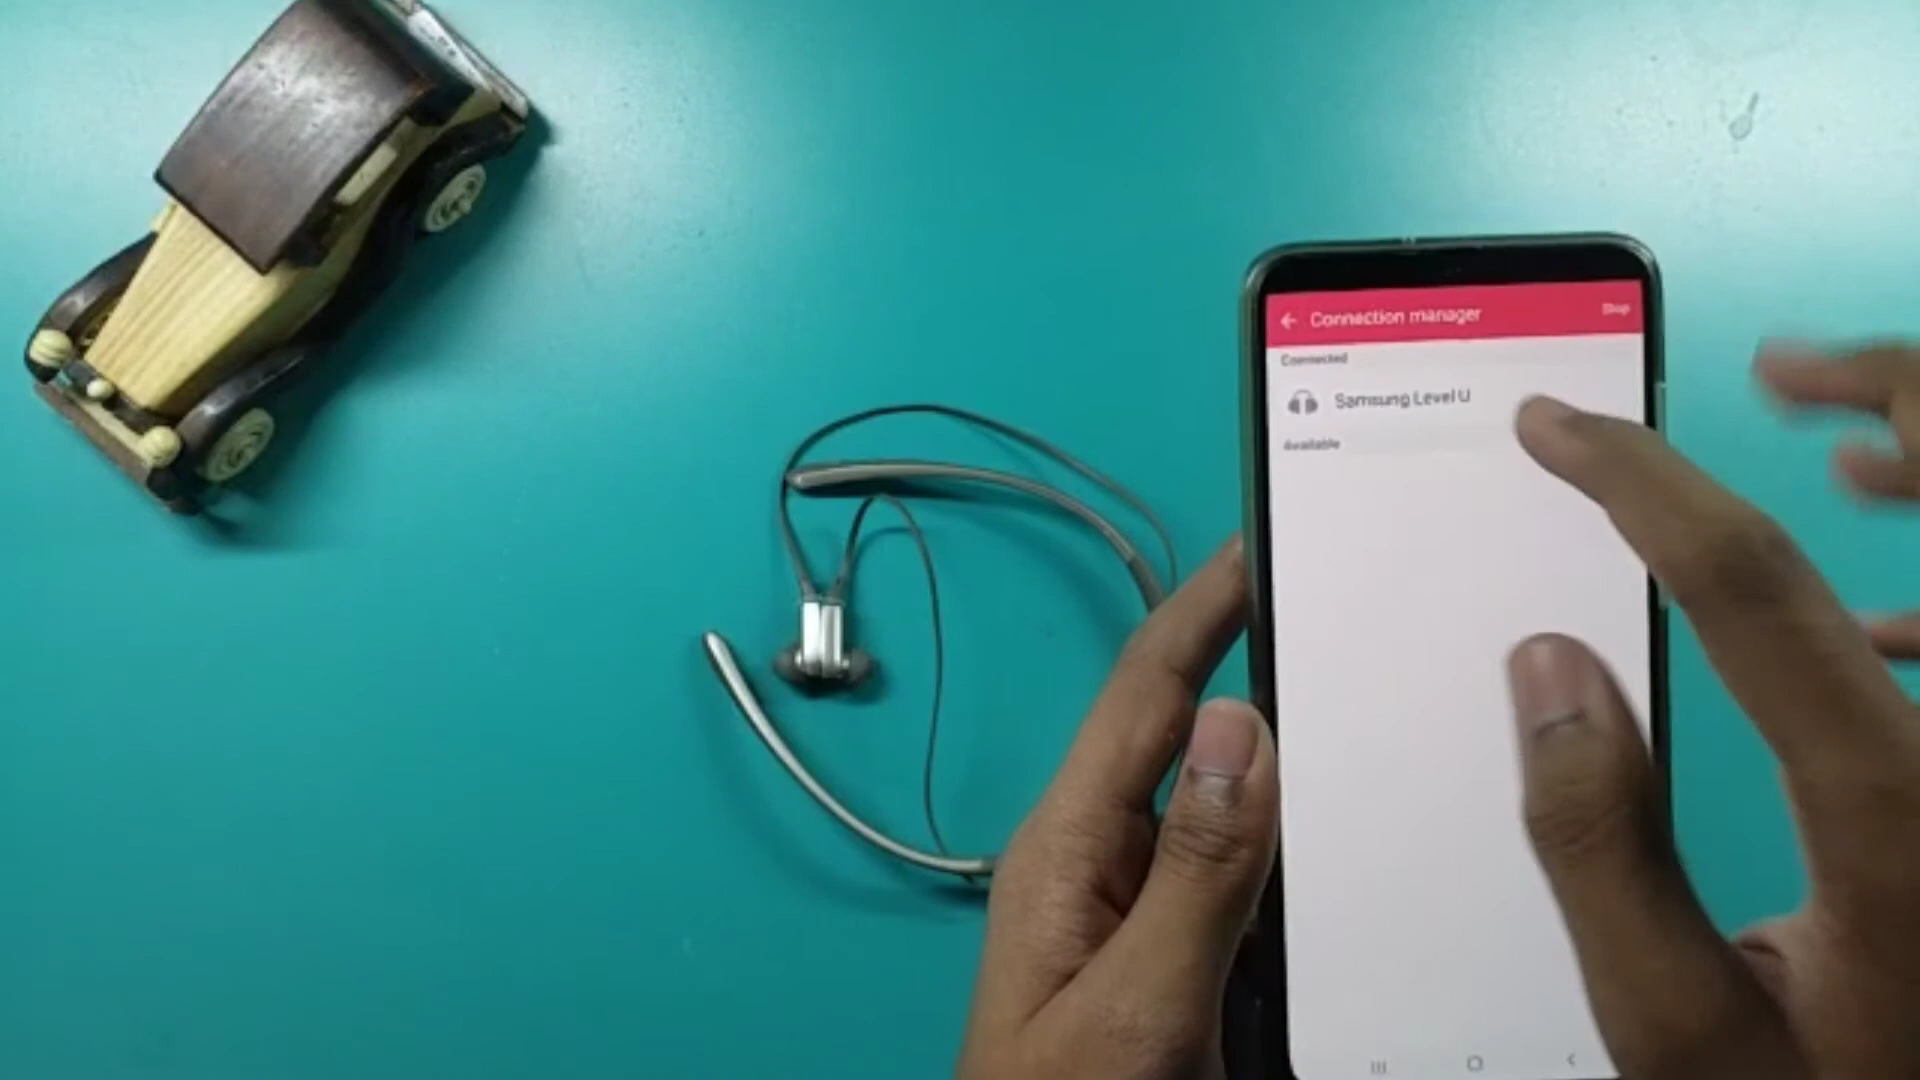 Connection manager
Stop
Connected
Samsung Level U
Available